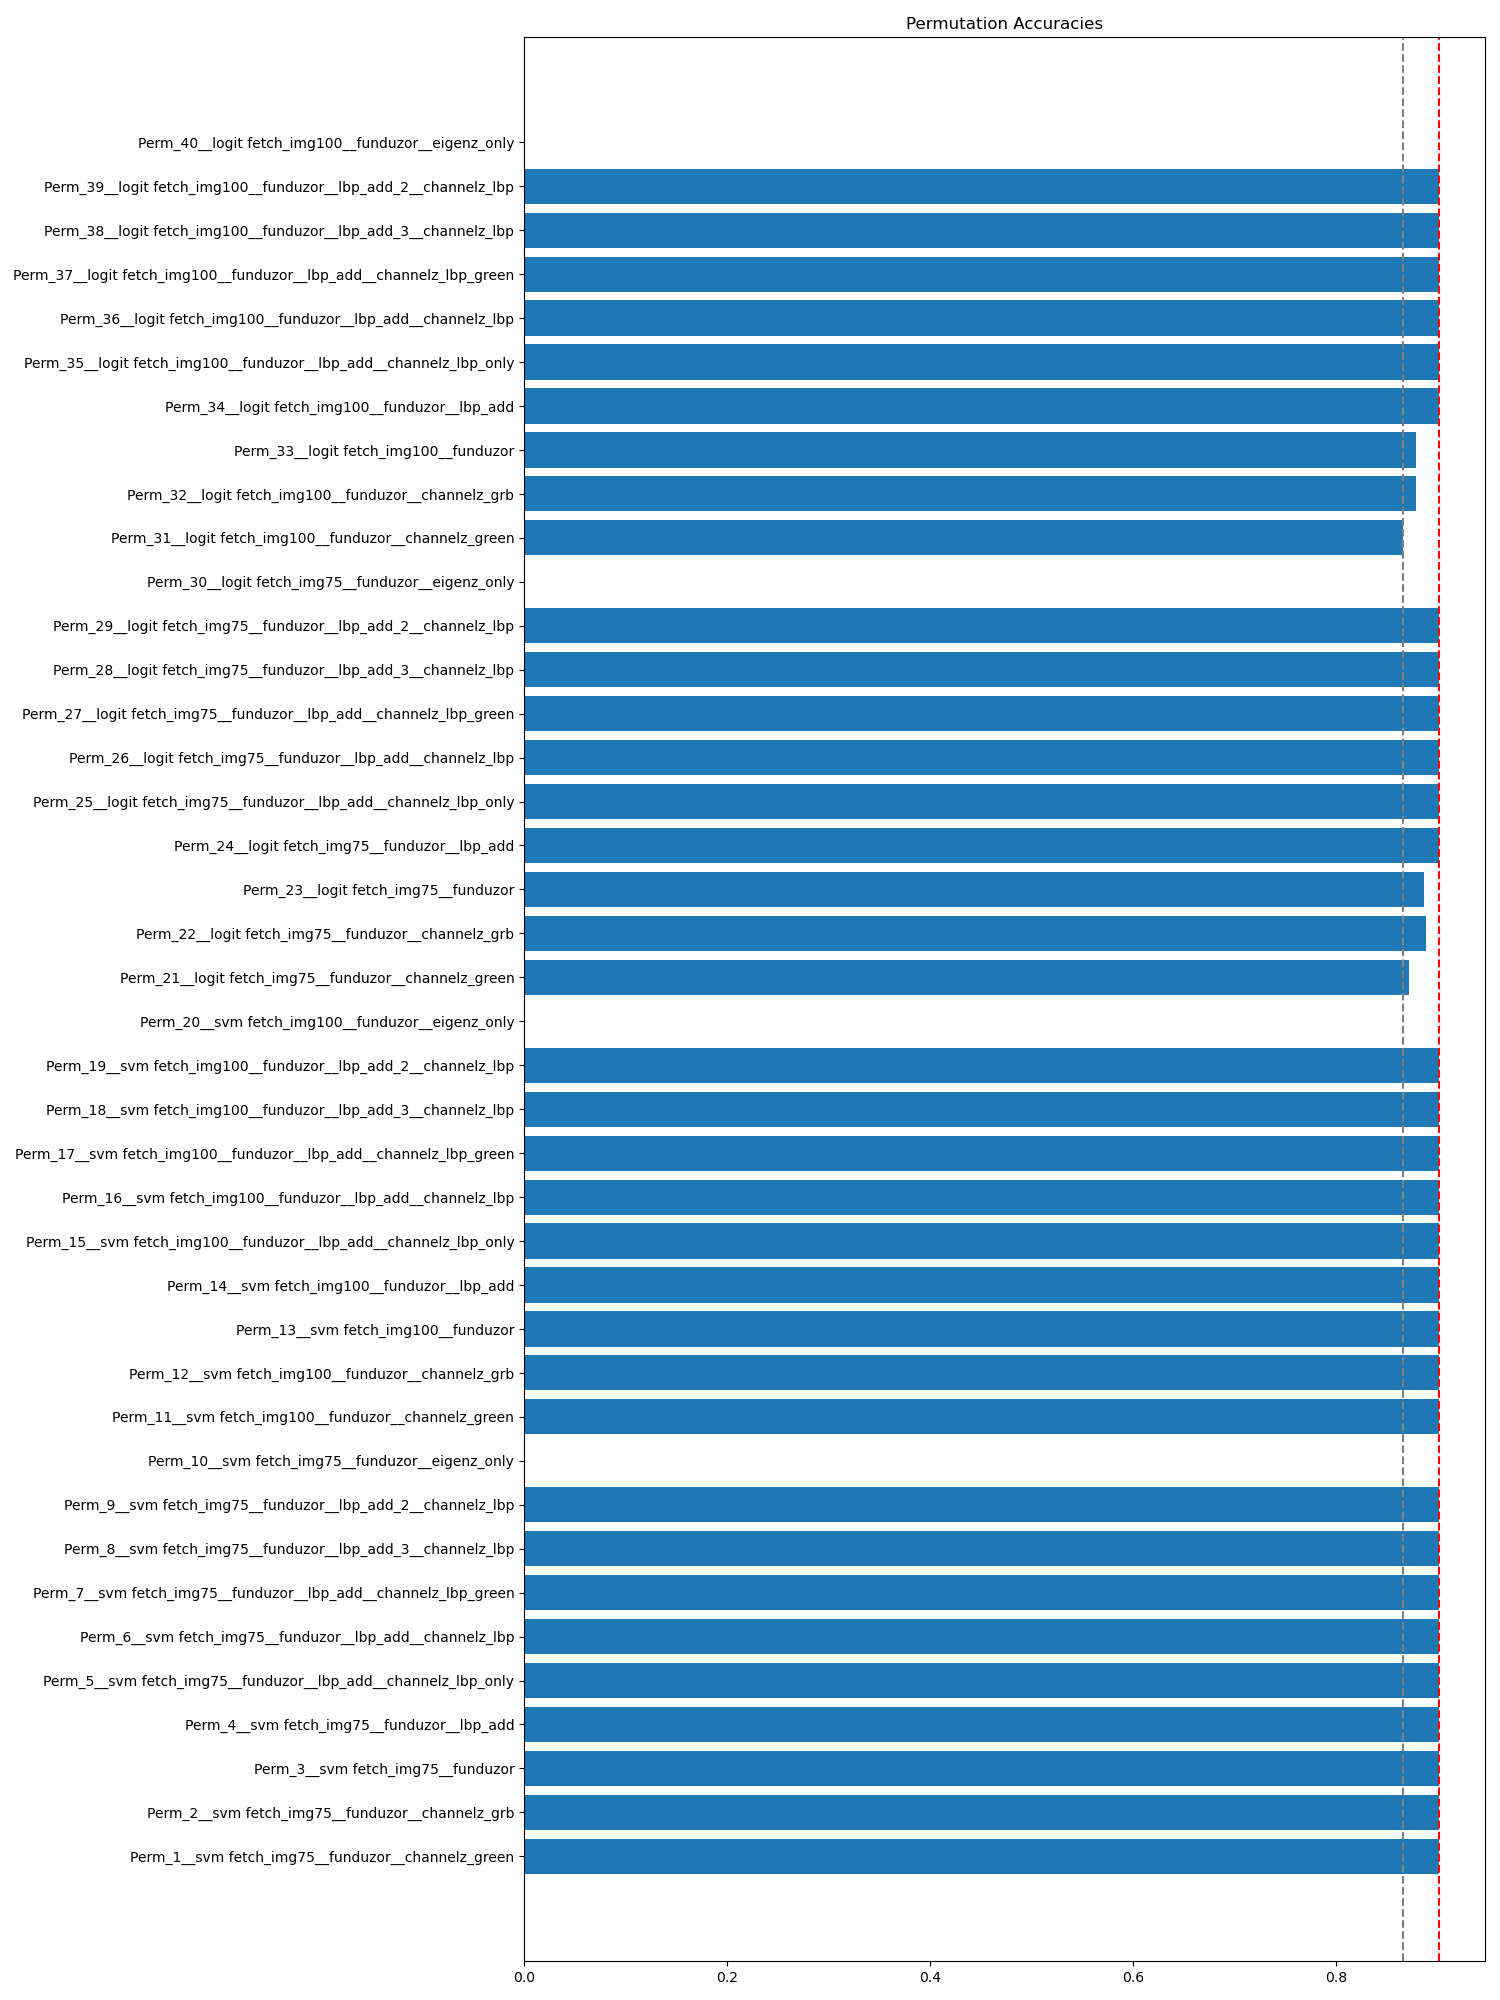 Permutation Accuracies
Perm_40__logit fetch_img100__funduzor__eigenz_only
Perm_39__logit fetch_img100__funduzor__lbp_add_2__channelz_lbp
Perm_38__logit fetch_img100__funduzor__lbp_add_3__channelz_lbp
Perm_37__logit fetch_img100__funduzor__lbp_add__channelz_lbp_green
Perm_36__logit fetch_img100__funduzor__lbp_add__channelz_lbp
Perm_35__logit fetch_img100__funduzor__lbp_add__channelz_lbp_only
Perm_34__logit fetch_img100__funduzor__lbp_add
Perm_33__logit fetch_img100__funduzor
Perm_32__logit fetch_img100__funduzor__channelz_grb
Perm_31__logit fetch_img100__funduzor__channelz_green
Perm_30__logit fetch_img75__funduzor__eigenz_only
Perm_29__logit fetch_img75__funduzor__lbp_add_2__channelz_lbp
Perm_28__logit fetch_img75__funduzor__lbp_add_3__channelz_lbp
Perm_27__logit fetch_img75__funduzor__lbp_add__channelz_lbp_green
Perm_26__logit fetch_img75__funduzor__lbp_add__channelz_lbp
Perm_25__logit fetch_img75__funduzor__lbp_add__channelz_lbp_only
Perm_24__logit fetch_img75__funduzor__lbp_add
Perm_23__logit fetch_img75__funduzor
Perm_22__logit fetch_img75__funduzor__channelz_grb
Perm_21__logit fetch_img75__funduzor__channelz_green
Perm_20__svm fetch_img100__funduzor__eigenz_only
Perm_19__svm fetch_img100__funduzor__lbp_add_2__channelz_lbp
Perm_18__svm fetch_img100__funduzor__lbp_add_3__channelz_lbp
Perm_17__svm fetch_img100__funduzor__lbp_add__channelz_lbp_green
Perm_16__svm fetch_img100__funduzor__lbp_add__channelz_lbp
Perm_15__svm fetch_img100__funduzor__lbp_add__channelz_lbp_only
Perm_14__svm fetch_img100__funduzor__lbp_add
Perm_13__svm fetch_img100__funduzor
Perm_12__svm fetch_img100__funduzor__channelz_grb
Perm_11__svm fetch_img100__funduzor__channelz_green
Perm_10__svm fetch_img75__funduzor__eigenz_only
Perm_9__svm fetch_img75__funduzor__lbp_add_2__channelz_lbp
Perm_8__svm fetch_img75__funduzor__lbp_add_3__channelz_lbp
Perm_7__svm fetch_img75__funduzor__lbp_add__channelz_lbp_green
Perm_6__svm fetch_img75__funduzor__lbp_add__channelz_lbp
Perm_5__svm fetch_img75__funduzor__lbp_add__channelz_lbp_only
Perm_4__svm fetch_img75__funduzor__lbp_add
Perm_3__svm fetch_img75__funduzor
Perm_2__svm fetch_img75__funduzor__channelz_grb
Perm_1__svm fetch_img75__funduzor__channelz_green
0.0 0.2 0.4 0.6 0.8